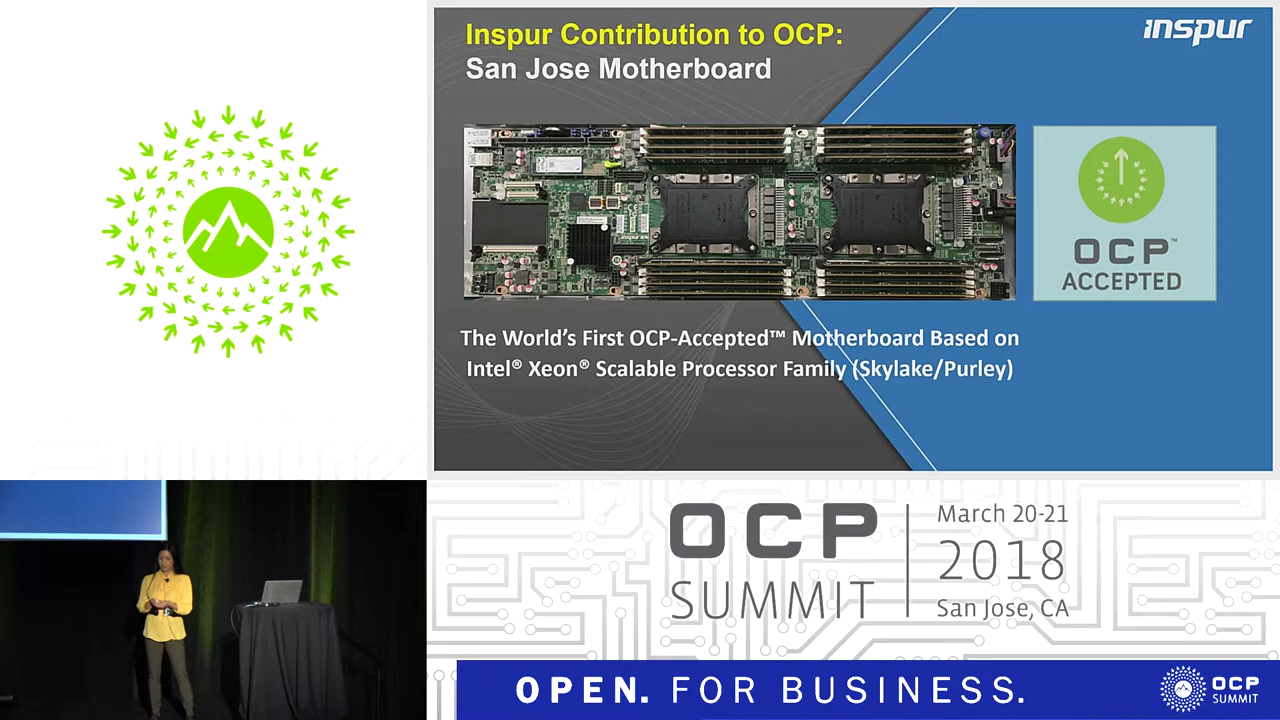 Inspur Contribution to OCP:
San Jose Motherboard
inspur
OCP™
ACCEPTED
The World's First OCP-Accepted™ Motherboard Based on
Intel® Xeon® Scalable Processor Family (Skylake/Purley)
OCP
SUMMIT
March 20-21
2018
San Jose, CA
OPEN. FOR BUSINESS.
OCP
SUMMIT